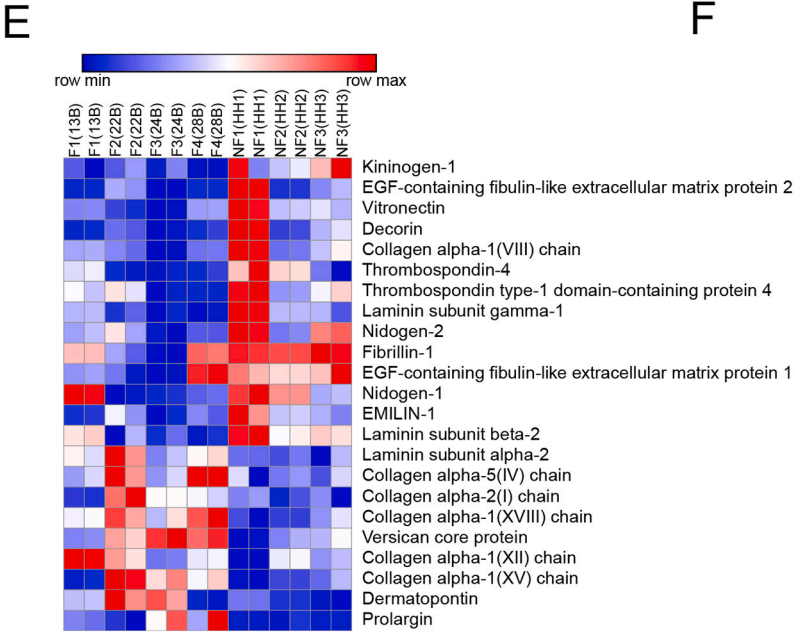 E
F
row min
row max
F1(13B)
F1(13B)
F2(22B)
F2(22B)
F3(24B)
F3(24B)
F4(28B)
F4(28B)
NF1(HH1)
NF1(HH1)
NF2(HH2)
NF2(HH2)
NF3(HH3)
NF3(HH3)
Kininogen-1
EGF-containing fibulin-like extracellular matrix protein 2
Vitronectin
Decorin
Collagen alpha-1(VIII) chain
Thrombospondin-4
Thrombospondin type-1 domain-containing protein 4
Laminin subunit gamma-1
Nidogen-2
Fibrillin-1
EGF-containing fibulin-like extracellular matrix protein 1
Nidogen-1
EMILIN-1
Laminin subunit beta-2
Laminin subunit alpha-2
Collagen alpha-5(IV) chain
Collagen alpha-2(I) chain
Collagen alpha-1(XVIII) chain
Versican core protein
Collagen alpha-1(XII) chain
Collagen alpha-1(XV) chain
Dermatopontin
Prolargin